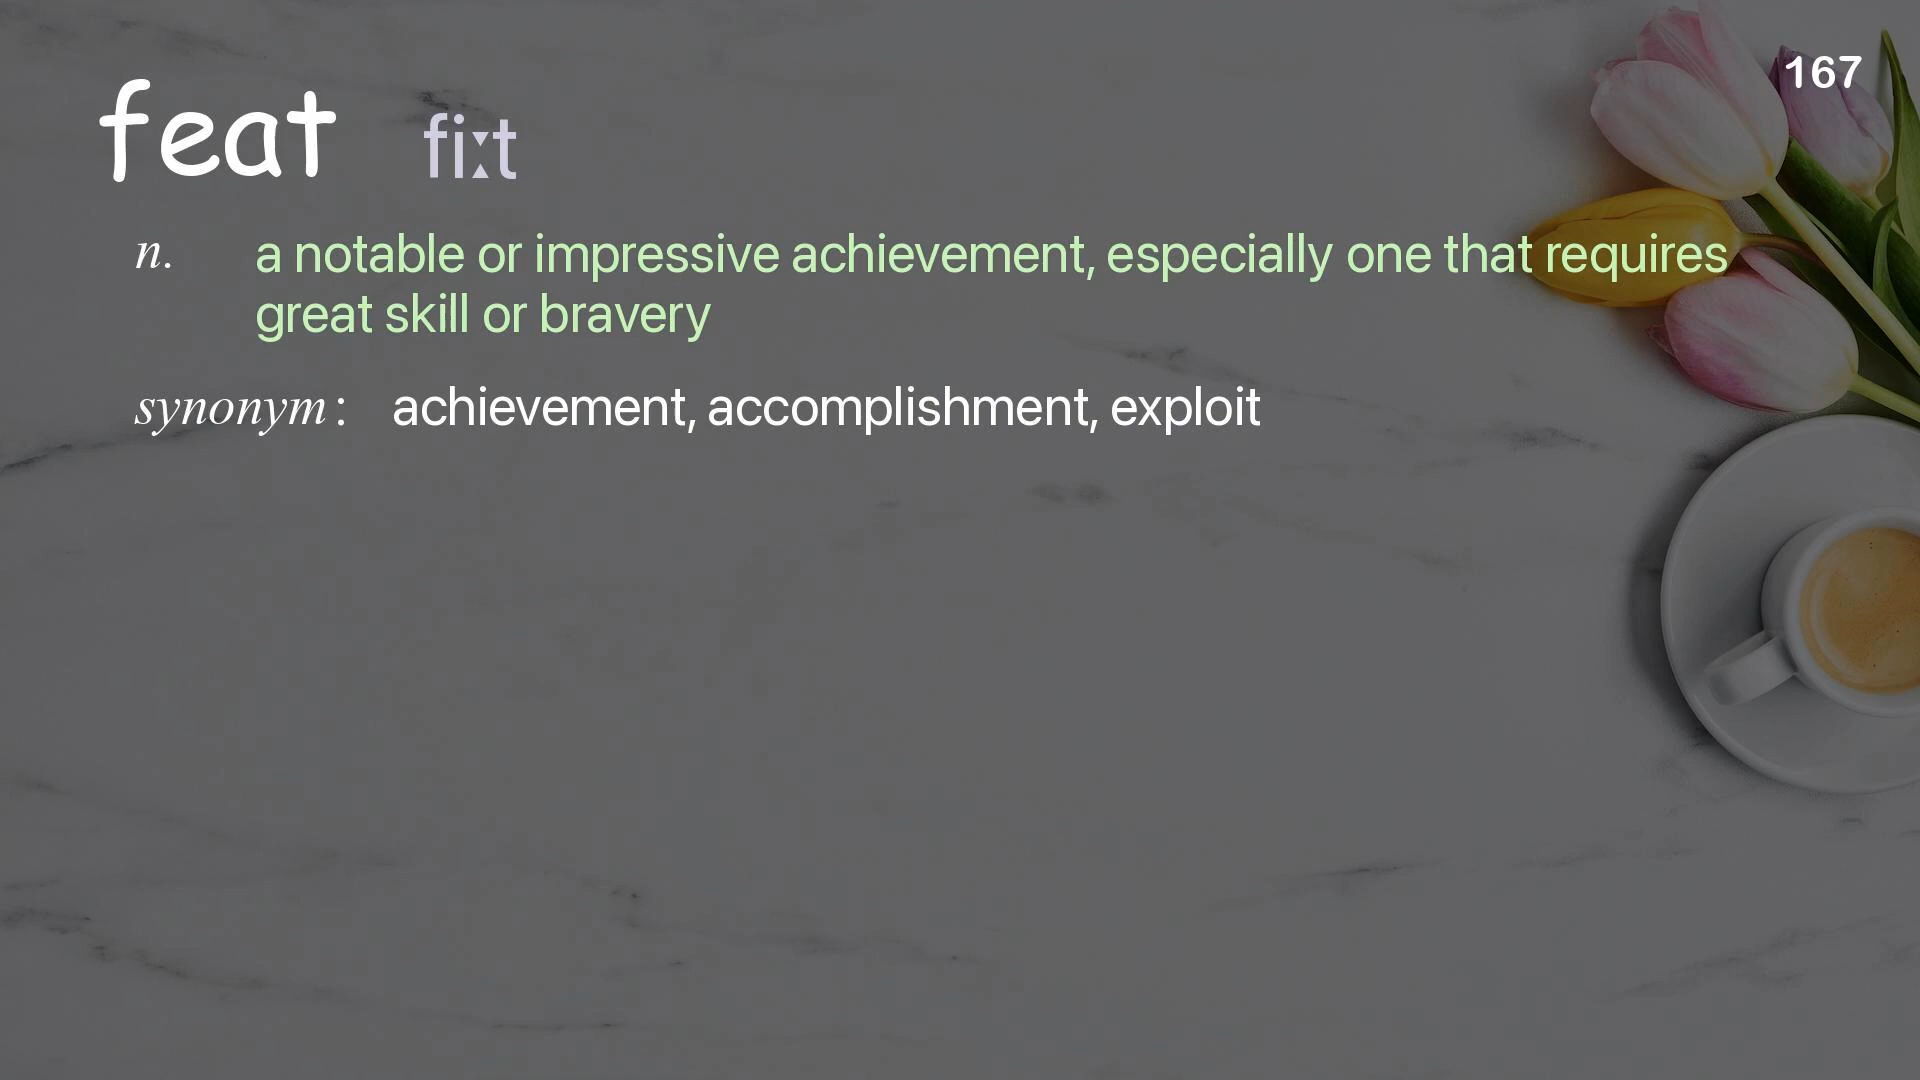 167
feat fiːt
n. a notable or impressive achievement, especially one that requires
great skill or bravery
synonym : achievement, accomplishment, exploit